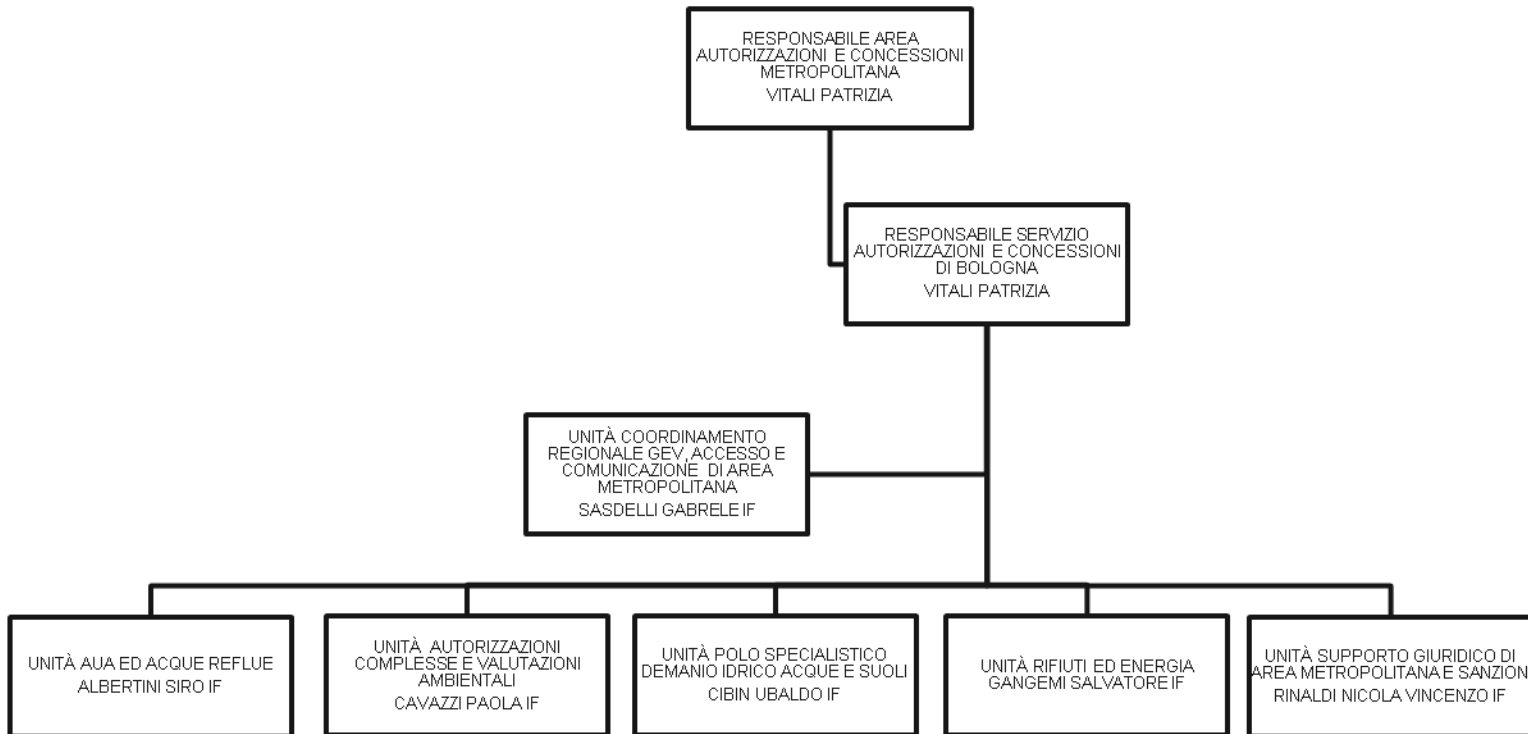 RESPONSABILE AREA
AUTORIZZAZIONI E CONCESSIONI
METROPOLITANA
VITALI PATRIZIA
RESPONSABILE SERVIZIO
AUTORIZZAZIONI E CONCESSIONI
DI BOLOGNA
VITALI PATRIZIA
UNITÀ COORDINAMENTO
REGIONALE GEV, ACCESSO E
COMUNICAZIONE DI AREA
METROPOLITANA
SASDELLI GABRELE IF
UNITÀ AUA ED ACQUE REFLUE
ALBERTINI SIRO IF
UNITÀ AUTORIZZAZIONI
COMPLESSE E VALUTAZIONI
AMBIENTALI
CAVAZZI PAOLA IF
UNITÀ POLO SPECIALISTICO
DEMANIO IDRICO ACQUE E SUOLI
CIBIN UBALDO IF
UNITÀ RIFIUTI ED ENERGIA
GANGEMI SALVATORE IF
UNITÀ SUPPORTO GIURIDICO DI
AREA METROPOLITANA E SANZION
RINALDI NICOLA VINCENZO IF